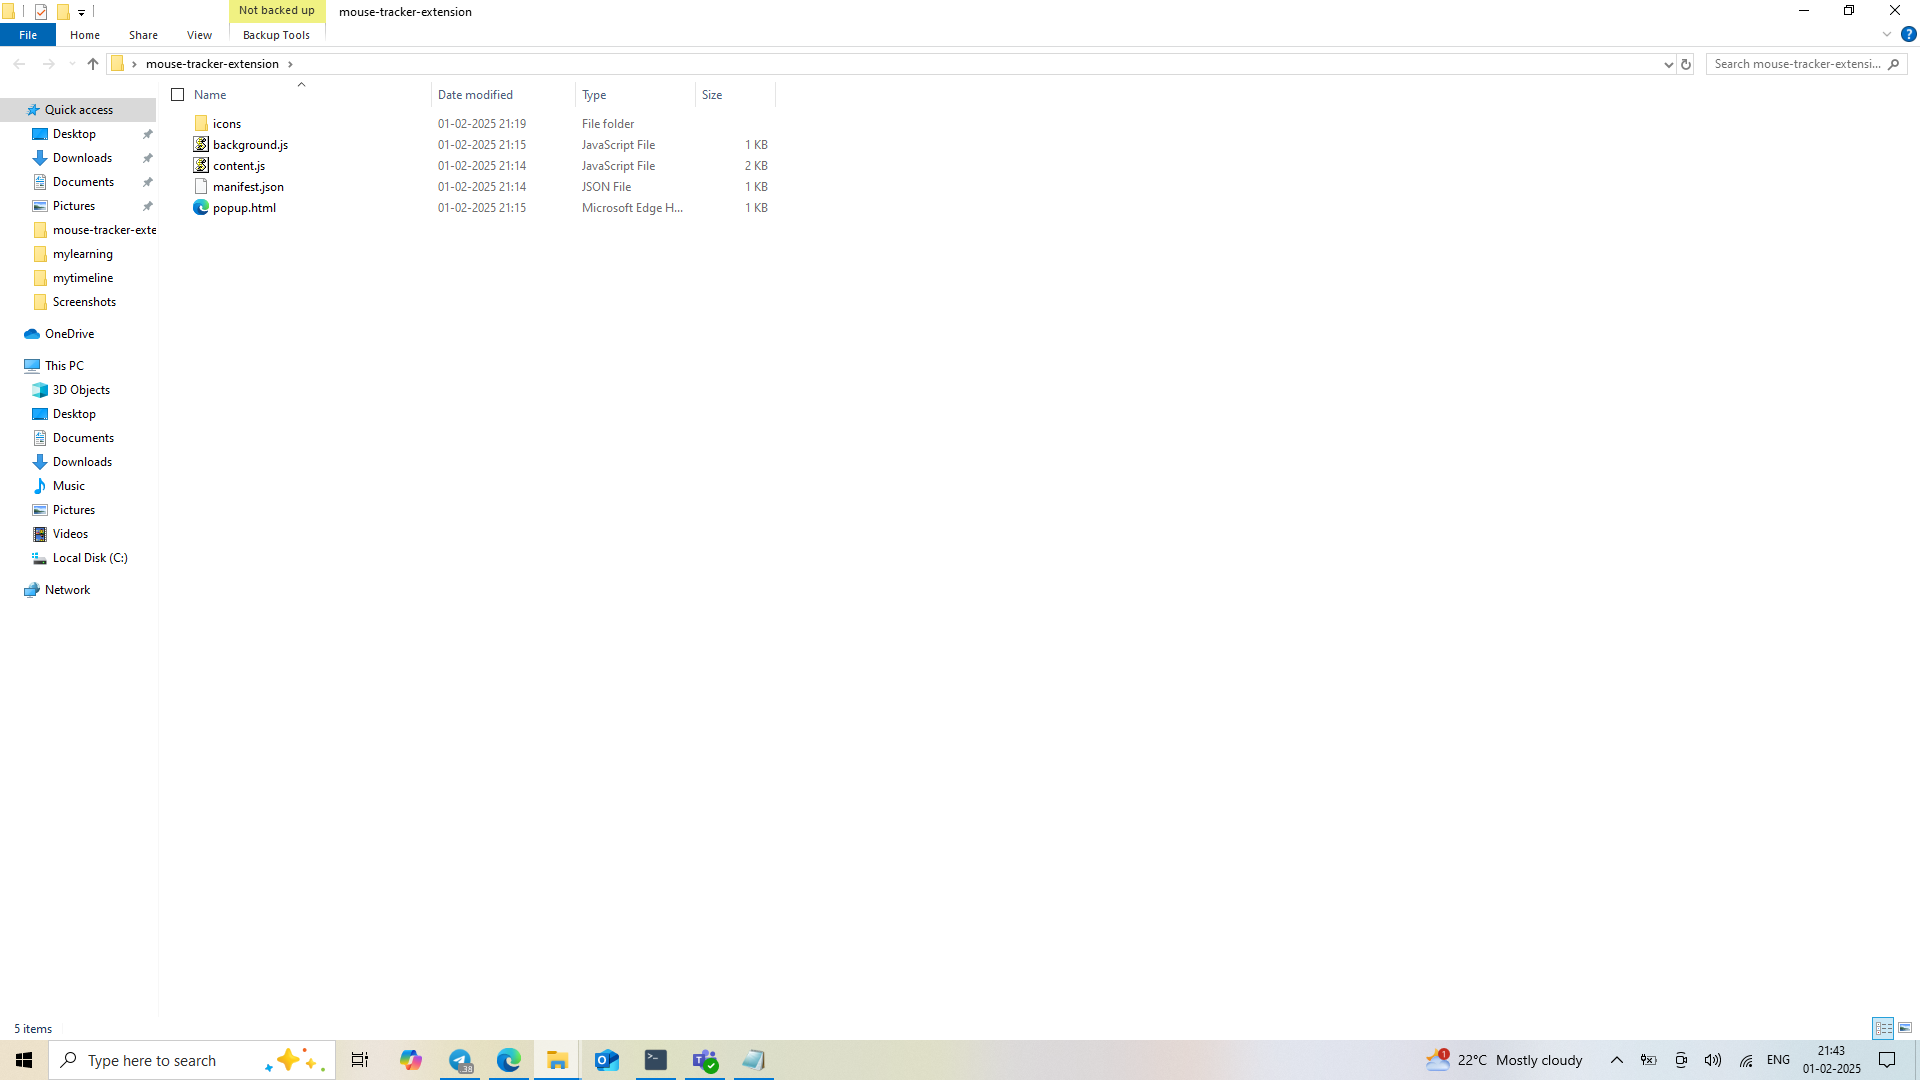 Not backed up
mouse-tracker-extension
File Home Share View Backup Tools
mouse-tracker-extension
Search mouse-tracker-extensi...
Name Date modified Type Size
icons 01-02-2025 21:19 File folder
background.js 01-02-2025 21:15 JavaScript File 1 KB
content.js 01-02-2025 21:14 JavaScript File 2 KB
manifest.json 01-02-2025 21:14 JSON File 1 KB
popup.html 01-02-2025 21:15 Microsoft Edge H... 1 KB
Quick access
Desktop
Downloads
Documents
Pictures
mouse-tracker-exte
mylearning
mytimeline
Screenshots
OneDrive
This PC
3D Objects
Desktop
Documents
Downloads
Music
Pictures
Videos
Local Disk (C:)
Network
5 items
Type here to search
38
1
22°C Mostly cloudy
ENG
21:43
01-02-2025